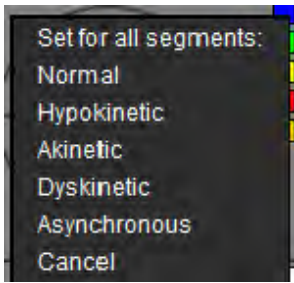 Set for all segments:
Normal
Hypokinetic
Akinetic
Dyskinetic
Asynchronous
Cancel